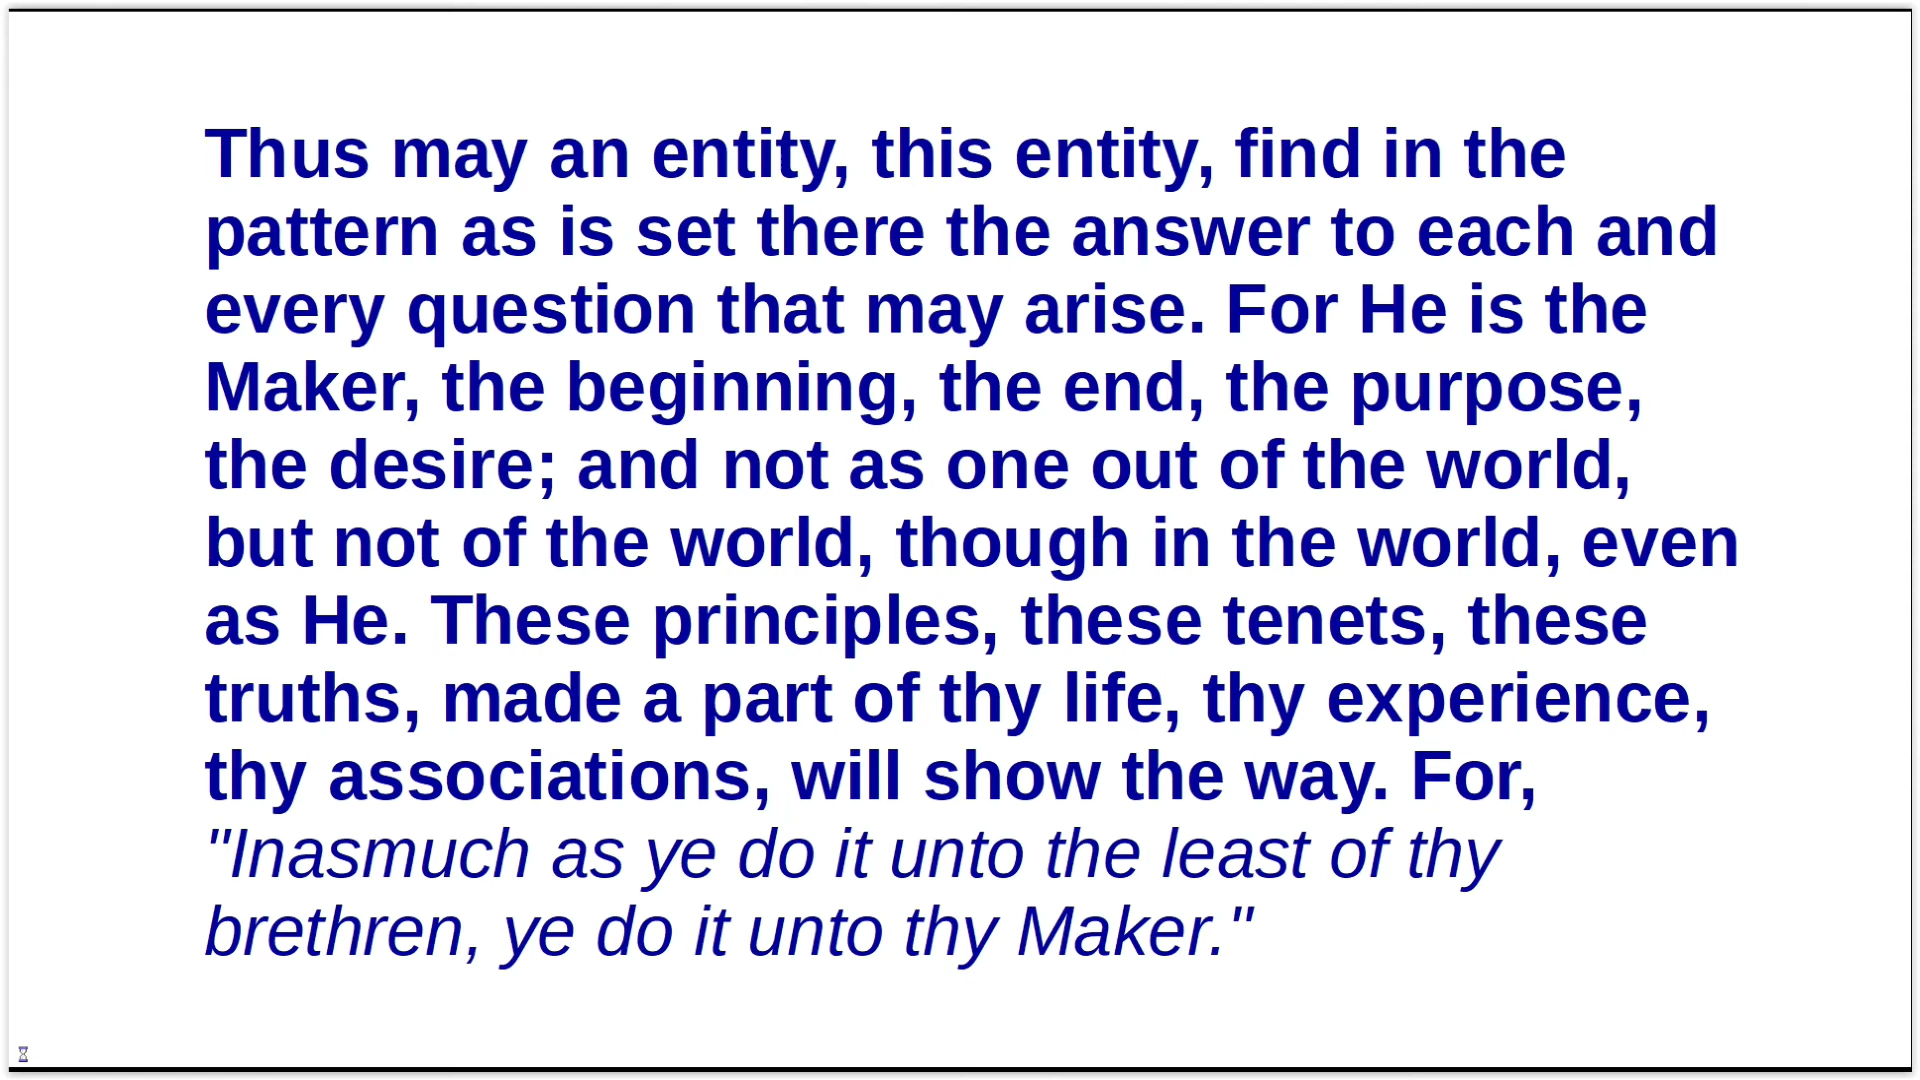 Thus may an entity, this entity, find in the
pattern as is set there the answer to each and
every question that may arise. For He is the
Maker, the beginning, the end, the purpose,
the desire; and not as one out of the world,
but not of the world, though in the world, even
as He. These principles, these tenets, these
truths, made a part of thy life, thy experience,
thy associations, will show the way. For,
"Inasmuch as ye do it unto the least of thy
brethren, ye do it unto thy Maker."